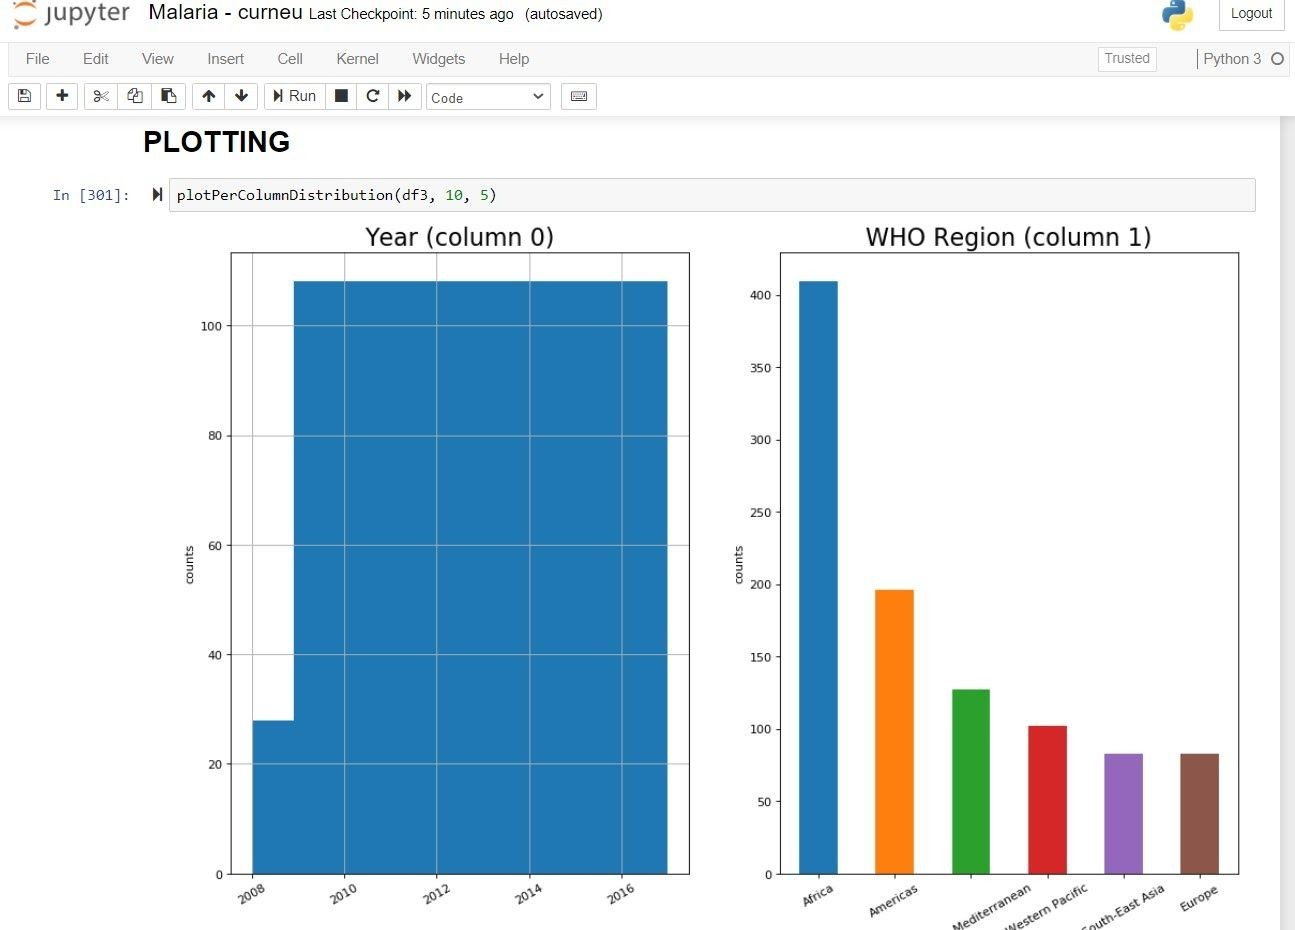 jupyter Malaria - curneu Last Checkpoint: 5 minutes ago (autosaved)
Logout
File Edit View Insert Cell Kernel Widgets Help
Trusted Python 3
Run Code
PLOTTING
In [301]: plotPerColumnDistribution(df3, 10, 5)
Year (column 0)
counts
100
80
60
40
20
0
2008 2010 2012 2014 2016
WHO Region (column 1)
counts
400
350
300
250
200
150
100
50
0
Africa
Americas
Mediterranean
Western Pacific
South-East Asia
Europe